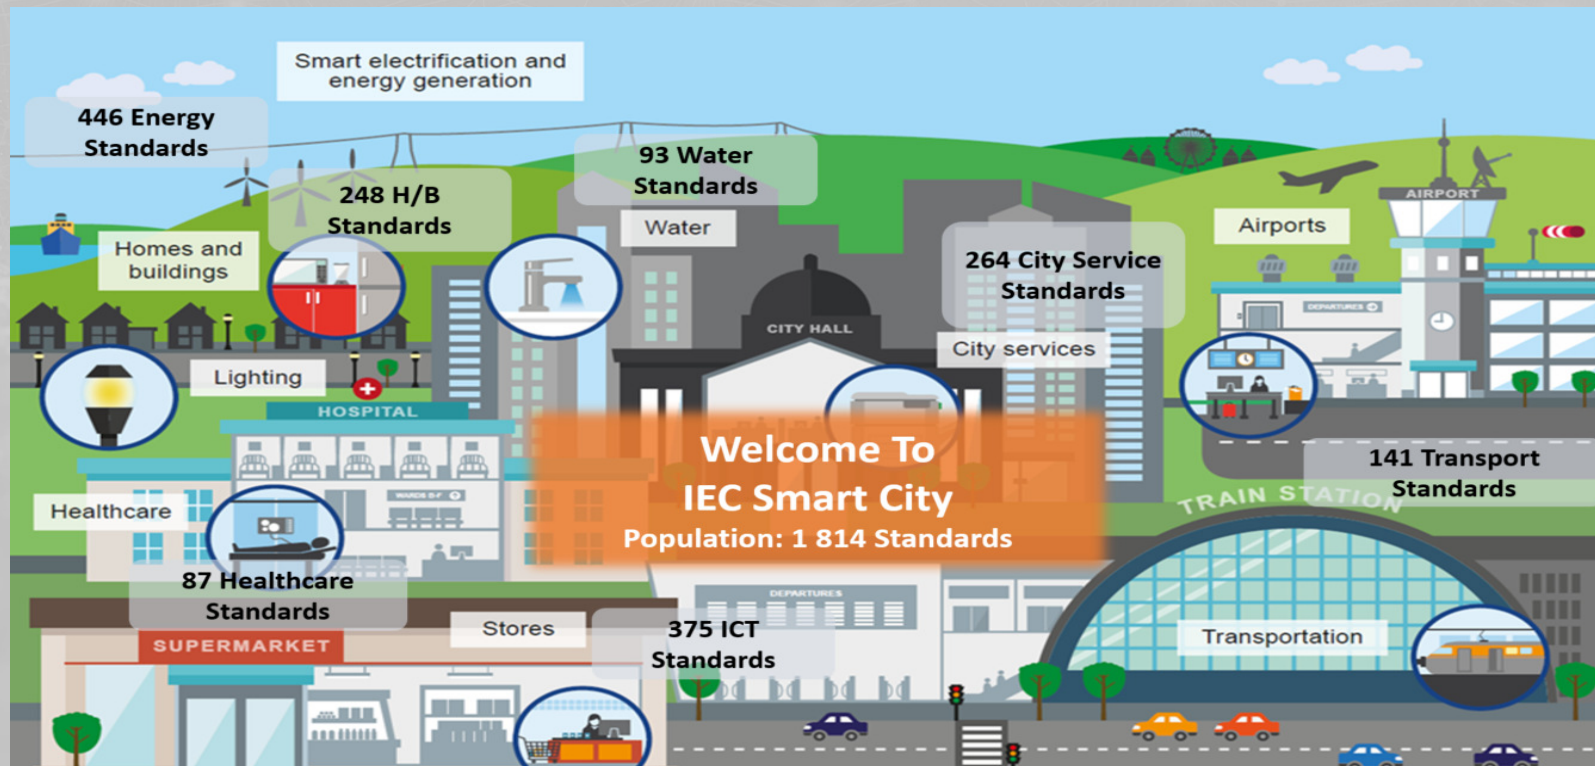 Smart electrification and
energy generation
446 Energy
Standards
93 Water
Standards
248 H/B
Standards
Water
AIRPORT
Airports
Homes and
buildings
264 City Service
Standards
DEPARTURES
CITY HALL
City services
Lighting
HOSPITAL
Welcome To
IEC Smart City
Population: 1 814 Standards
141 Transport
Standards
WARDS B-F
TRAIN STATION
Healthcare
87 Healthcare
Standards
DEPARTURES
Stores
375 ICT
Standards
SUPERMARKET
Transportation